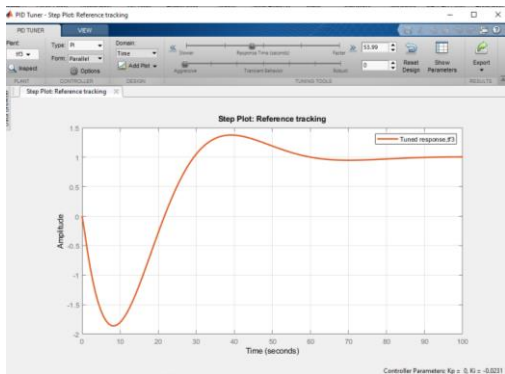 PID Tuner - Step Plot: Reference tracking
PID TUNER VIEW
Plant:
tf3
Inspect
PLANT
Type: PI
Form: Parallel
Options
CONTROLLER
Domain:
Time
Add Plot
DESIGN
Slower Response Time (seconds) Faster
53.99
Aggressive Transient Behavior Robust
0
TUNING TOOLS
Reset
Design
Show
Parameters
Export
RESULTS
Step Plot: Reference tracking
Step Plot: Reference tracking
Tuned response:tf3
1.5
1
0.5
0
-0.5
-1
-1.5
-2
Amplitude
0 10 20 30 40 50 60 70 80 90 100
Time (seconds)
Controller Parameters: Kp = 0, Ki = -0.0231